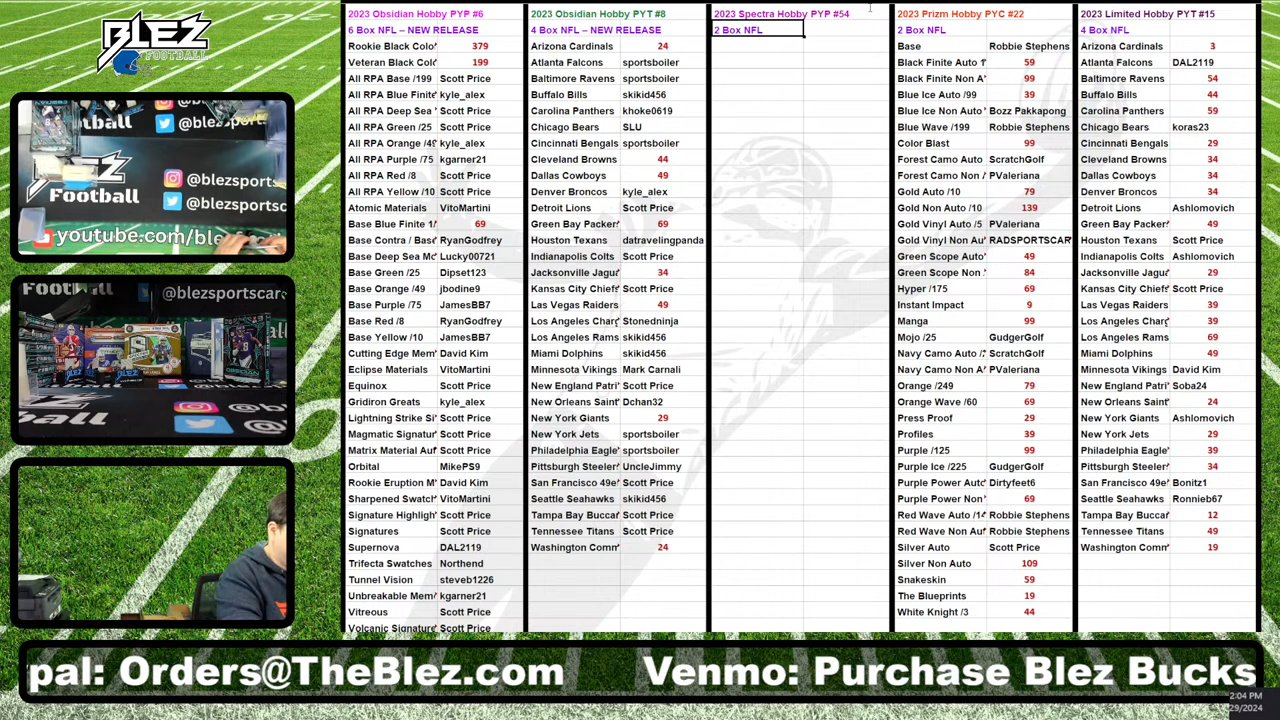 BLEZ
FOOTBALL
2023 Obsidian Hobby PYP #6
6 Box NFL – NEW RELEASE
Rookie Black Color 379
Veteran Black Col 199
All RPA Base /199 Scott Price
All RPA Blue Finite kyle_alex
All RPA Deep Sea Scott Price
All RPA Green /25 Scott Price
All RPA Orange /49 kyle_alex
All RPA Purple /75 kgarner21
All RPA Red /8 Scott Price
All RPA Yellow /10 Scott Price
Atomic Materials VitoMartini
Base Blue Finite 1/ 69
Base Contra / Base RyanGodfrey
Base Deep Sea Lucky00721
Base Green /25 Dipset123
Base Orange /49 jbodine9
Base Purple /75 JamesBB7
Base Red /8 RyanGodfrey
Base Yellow /10 JamesBB7
Cutting Edge Mem David Kim
Eclipse Materials VitoMartini
Equinox Scott Price
Gridiron Greats kyle_alex
Lightning Strike Si Scott Price
Magmatic Signatur Scott Price
Matrix Material Aut Scott Price
Orbital MikePS9
Rookie Eruption M David Kim
Sharpened Swatch VitoMartini
Signature Highligh Scott Price
Signatures Scott Price
Supernova DAL2119
Trifecta Swatches Northend
Tunnel Vision steveb1226
Unbreakable Mem kgarner21
Vitreous Scott Price
Volcanic Signature Scott Price
2023 Obsidian Hobby PYT #8
4 Box NFL – NEW RELEASE
Arizona Cardinals 24
Atlanta Falcons sportsboiler
Baltimore Ravens sportsboiler
Buffalo Bills skikid456
Carolina Panthers khoke0619
Chicago Bears SLU
Cincinnati Bengals sportsboiler
Cleveland Browns 44
Dallas Cowboys 49
Denver Broncos kyle_alex
Detroit Lions Scott Price
Green Bay Packer 69
Houston Texans datravelingpanda
Indianapolis Colts Scott Price
Jacksonville Jagu 34
Kansas City Chiefs Scott Price
Las Vegas Raiders 49
Los Angeles Charg Stonedninja
Los Angeles Rams skikid456
Miami Dolphins skikid456
Minnesota Vikings Mark Carnali
New England Patri Scott Price
New Orleans Saint Dchan32
New York Giants 29
New York Jets sportsboiler
Philadelphia Eagle sportsboiler
Pittsburgh Steeler UncleJimmy
San Francisco 49e Scott Price
Seattle Seahawks skikid456
Tampa Bay Buccar Scott Price
Tennessee Titans Scott Price
Washington Comm 24
2023 Spectra Hobby PYP #54
2 Box NFL
2023 Prizm Hobby PYC #22
2 Box NFL
Base Robbie Stephens
Black Finite Auto 1 59
Black Finite Non A 99
Blue Ice Auto /99 39
Blue Ice Non Auto Bozz Pakkapong
Blue Wave /199 Robbie Stephens
Color Blast 99
Forest Camo Auto ScratchGolf
Forest Camo Non / PValeriana
Gold Auto /10 79
Gold Non Auto /10 139
Gold Vinyl Auto /5 PValeriana
Gold Vinyl Non Au RADSPORTSCAR
Green Scope Auto 49
Green Scope Non 84
Hyper /175 69
Instant Impact 9
Manga 99
Mojo /25 GudgerGolf
Navy Camo Auto /2 ScratchGolf
Navy Camo Non A PValeriana
Orange /249 79
Orange Wave /60 69
Press Proof 29
Profiles 39
Purple /125 99
Purple Ice /225 GudgerGolf
Purple Power Auto Dirtyfeet6
Purple Power Non 69
Red Wave Auto /14 Robbie Stephens
Red Wave Non Au Robbie Stephens
Silver Auto Scott Price
Silver Non Auto 109
Snakeskin 59
The Blueprints 19
White Knight /3 44
2023 Limited Hobby PYT #15
4 Box NFL
Arizona Cardinals 3
Atlanta Falcons DAL2119
Baltimore Ravens 54
Buffalo Bills 44
Carolina Panthers 59
Chicago Bears koras23
Cincinnati Bengals 29
Cleveland Browns 34
Dallas Cowboys 34
Denver Broncos 34
Detroit Lions Ashlomovich
Green Bay Packer 49
Houston Texans Scott Price
Indianapolis Colts Ashlomovich
Jacksonville Jagua 29
Kansas City Chiefs Scott Price
Las Vegas Raiders 39
Los Angeles Charg 39
Los Angeles Rams 69
Miami Dolphins 49
Minnesota Vikings David Kim
New England Patri Soba24
New Orleans Saint 24
New York Giants Ashlomovich
New York Jets 29
Philadelphia Eagle 39
Pittsburgh Steeler 34
San Francisco 49e Bonitz1
Seattle Seahawks Ronnieb67
Tampa Bay Buccar 12
Tennessee Titans 49
Washington Comm 19
Football
@blezsports
@blezsports
youtube.com/ble
@blezsportscar
pal: Orders@TheBlez.com Venmo: Purchase Blez Bucks
2:04 PM
/29/2024